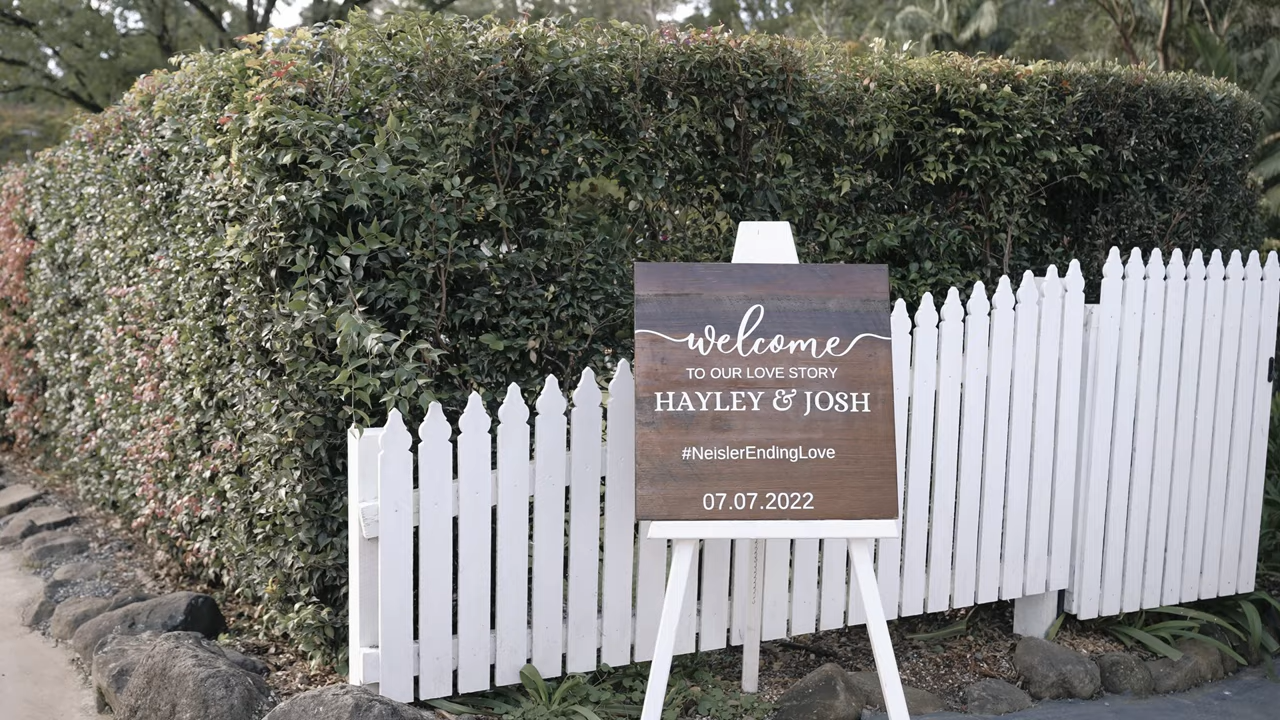 welcome
TO OUR LOVE STORY
HAYLEY & JOSH
#NeislerEndingLove
07.07.2022